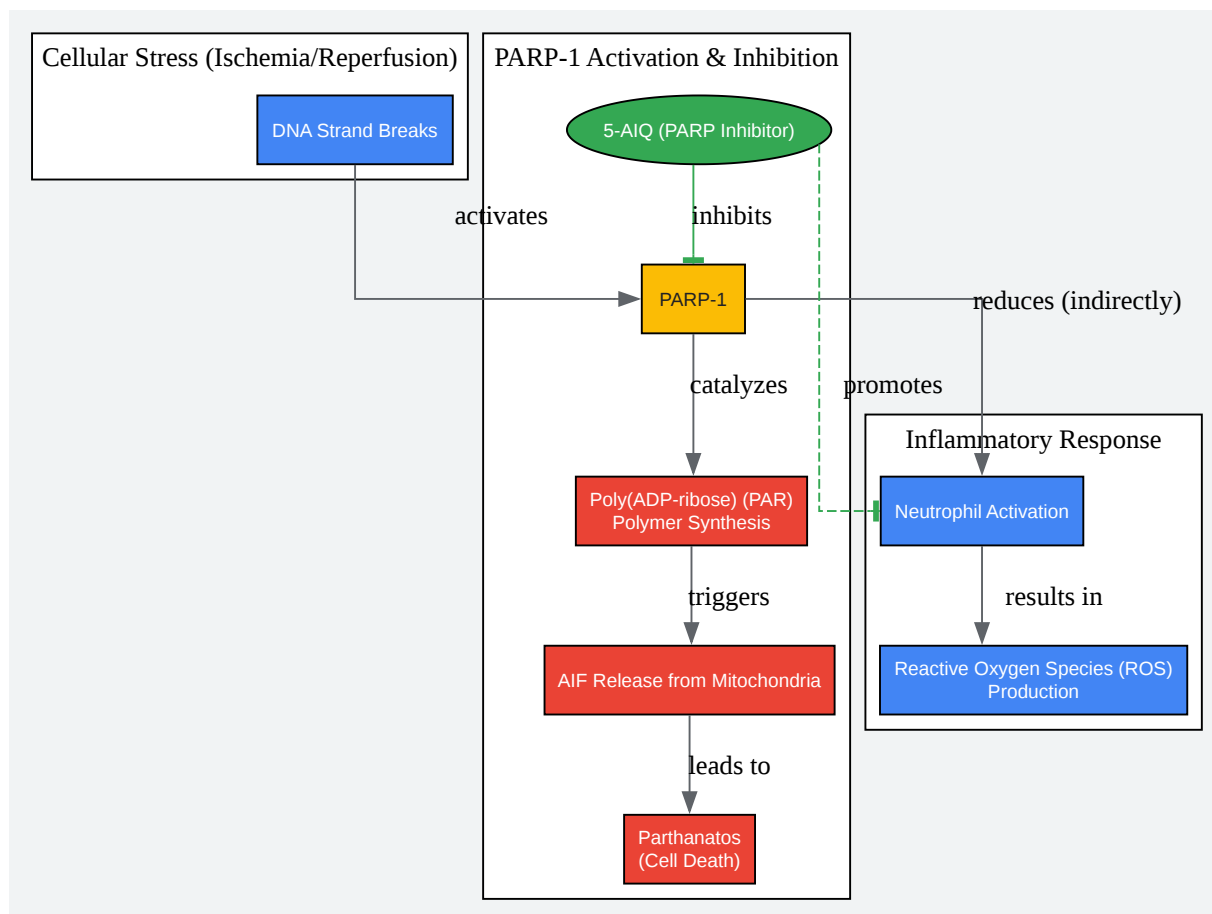 Cellular Stress (Ischemia/Reperfusion)
PARP-1 Activation & Inhibition
DNA Strand Breaks
5-AIQ (PARP Inhibitor)
activates
inhibits
PARP-1
reduces (indirectly)
catalyzes
promotes
Inflammatory Response
Poly(ADP-ribose) (PAR)
Polymer Synthesis
Neutrophil Activation
triggers
results in
AIF Release from Mitochondria
Reactive Oxygen Species (ROS)
Production
leads to
Parthanatos
(Cell Death)